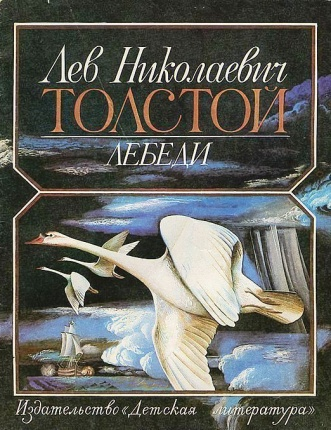 Лев Николаевич
ТОЛСТОЙ
ЛЕБЕДИ
Издательство «Детская литература»